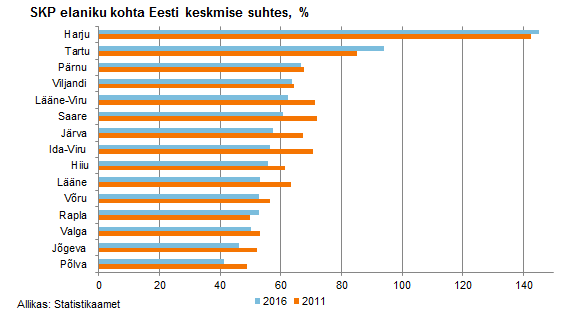 SKP elaniku kohta Eesti keskmise suhtes, %
Harju
Tartu
Pärnu
Viljandi
Lääne-Viru
Saare
Järva
Ida-Viru
Hiiu
Lääne
Võru
Rapla
Valga
Jõgeva
Põlva
0 20 40 60 80 100 120 140
2016 2011
Allikas: Statistikaamet